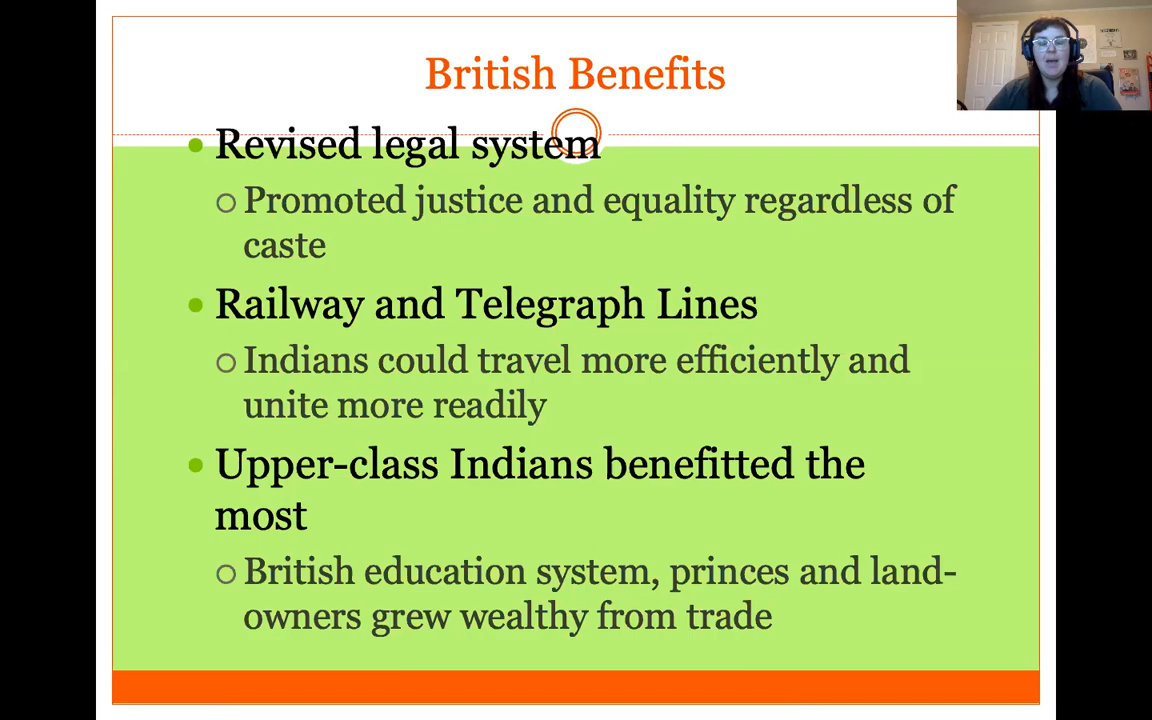 British Benefits
Revised legal system
Promoted justice and equality regardless of
caste
Railway and Telegraph Lines
Indians could travel more efficiently and
unite more readily
Upper-class Indians benefitted the
most
British education system, princes and land-
owners grew wealthy from trade